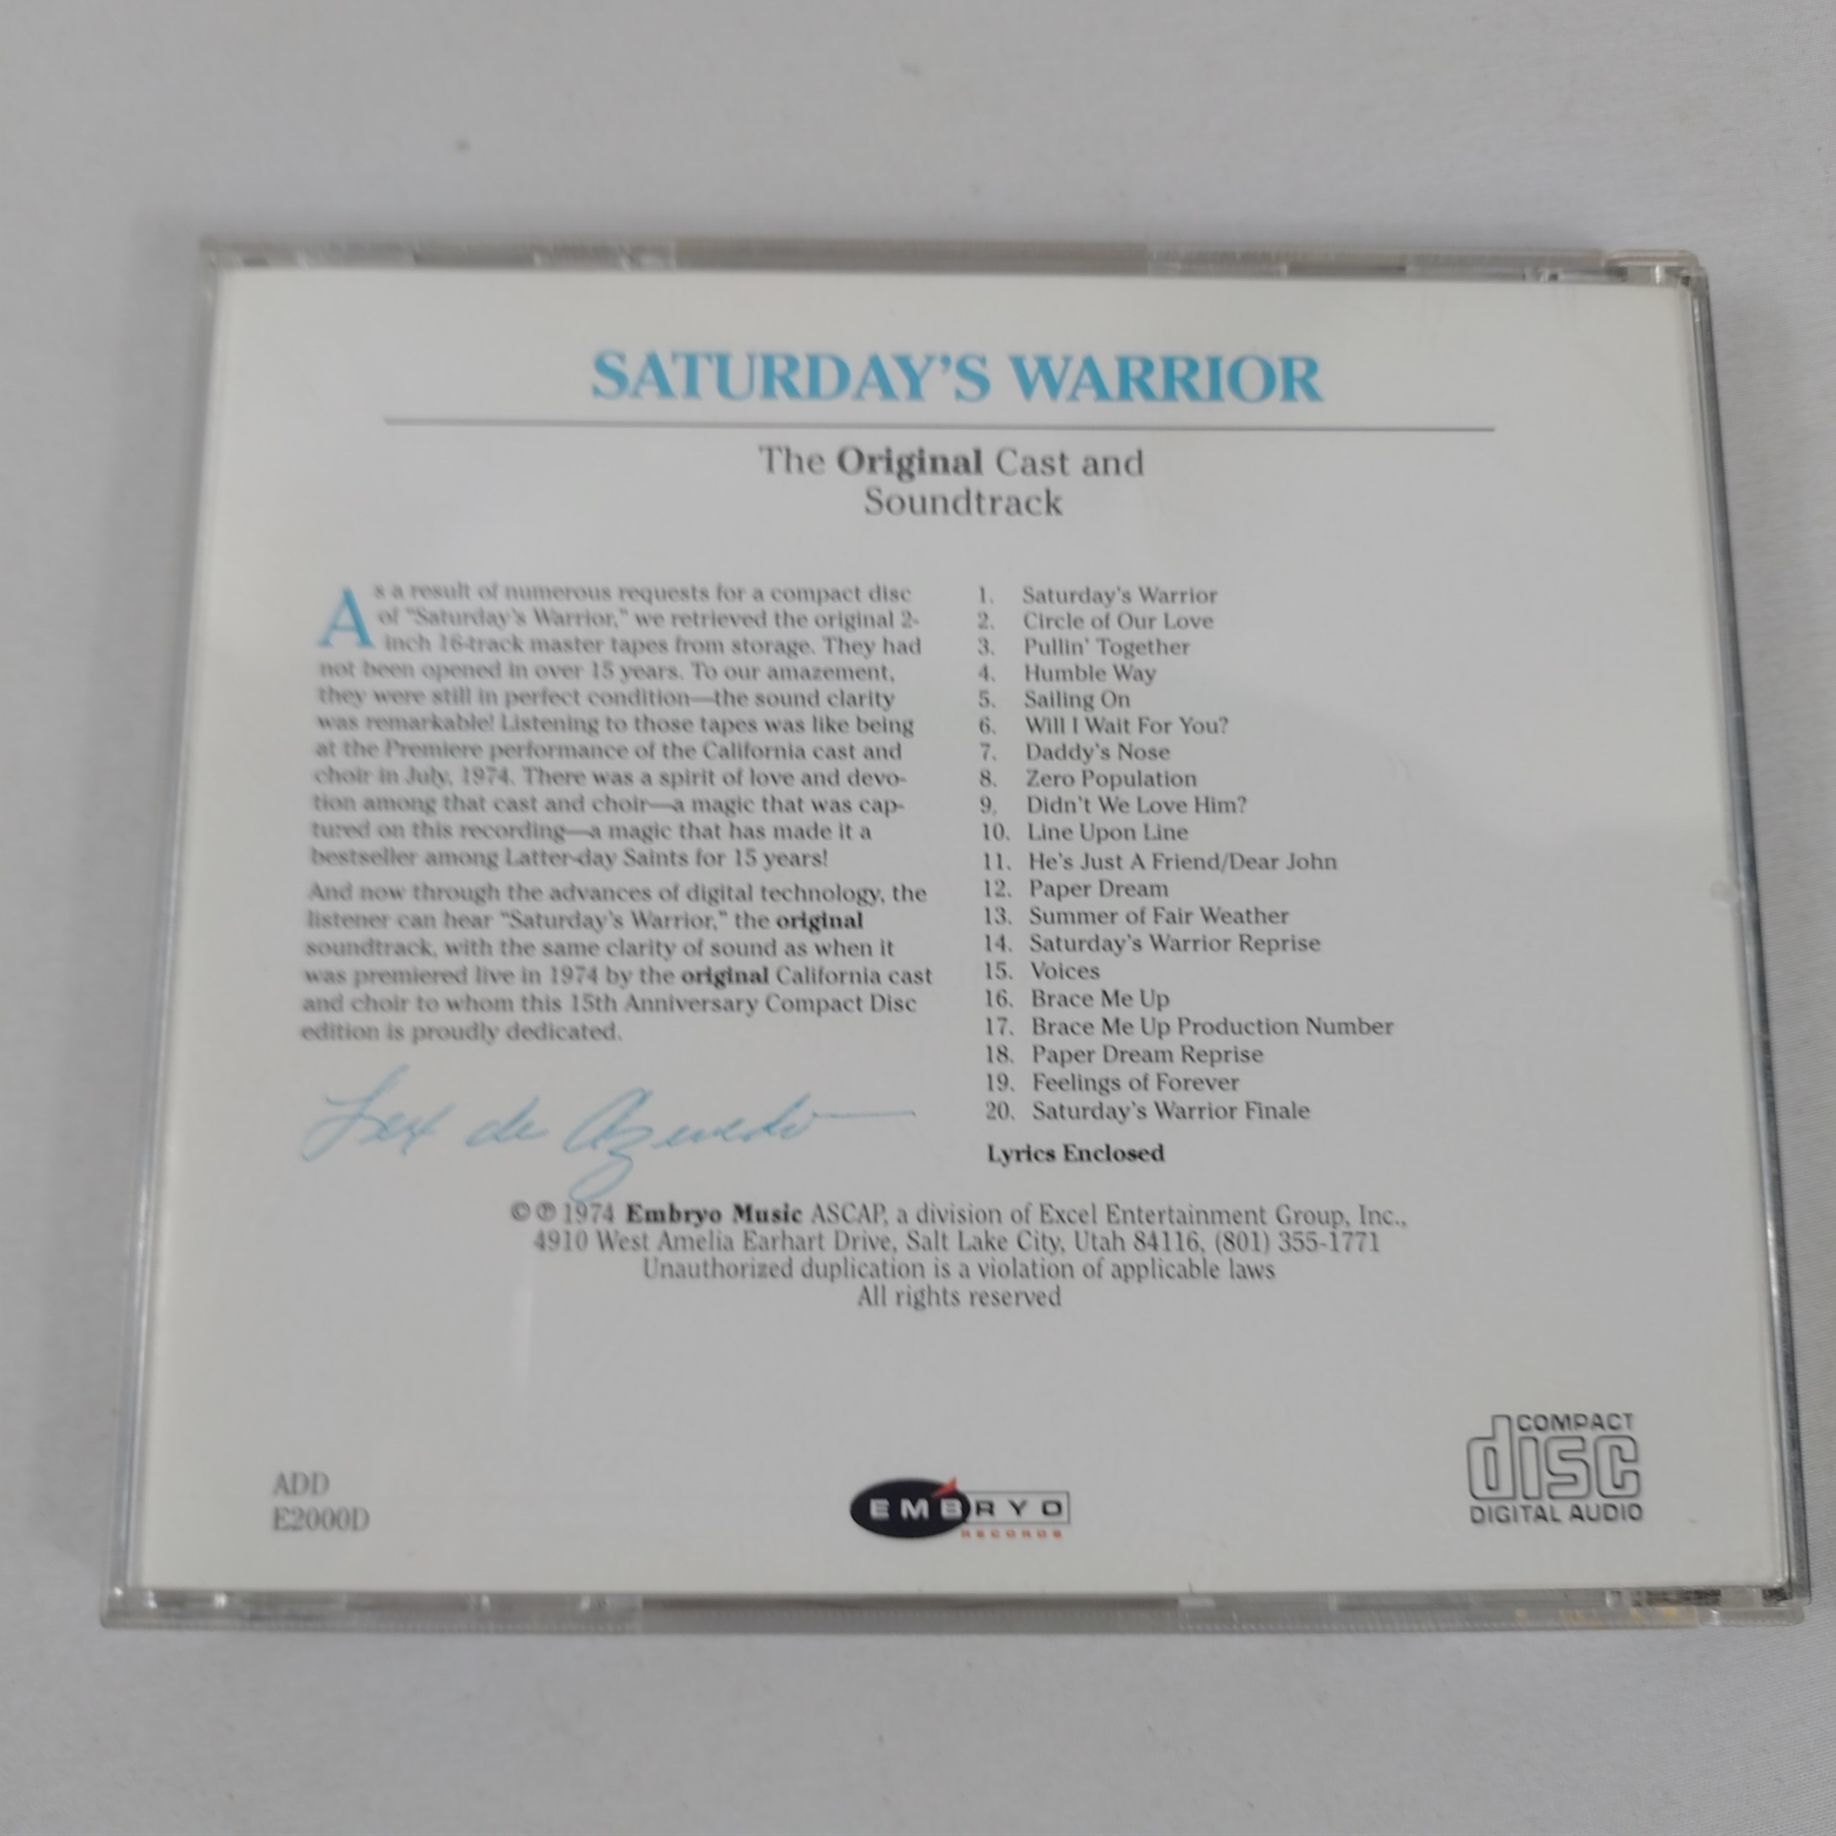 SATURDAY'S WARRIOR
The Original Cast and
Soundtrack
As a result of numerous requests for a compact disc
of "Saturday's Warrior," we retrieved the original 2-
inch 16-track master tapes from storage. They had
not been opened in over 15 years. To our amazement,
they were still in perfect condition—the sound clarity
was remarkable! Listening to those tapes was like being
at the Premiere performance of the California cast and
choir in July, 1974. There was a spirit of love and devo-
tion among that cast and choir—a magic that was cap-
tured on this recording—a magic that has made it a
bestseller among Latter-day Saints for 15 years!
And now through the advances of digital technology, the
listener can hear "Saturday's Warrior," the original
soundtrack, with the same clarity of sound as when it
was premiered live in 1974 by the original California cast
and choir to whom this 15th Anniversary Compact Disc
edition is proudly dedicated.
Lex de Azevedo
1. Saturday's Warrior
2. Circle of Our Love
3. Pullin' Together
4. Humble Way
5. Sailing On
6. Will I Wait For You?
7. Daddy's Nose
8. Zero Population
9. Didn't We Love Him?
10. Line Upon Line
11. He's Just A Friend/Dear John
12. Paper Dream
13. Summer of Fair Weather
14. Saturday's Warrior Reprise
15. Voices
16. Brace Me Up
17. Brace Me Up Production Number
18. Paper Dream Reprise
19. Feelings of Forever
20. Saturday's Warrior Finale
Lyrics Enclosed
© ℗ 1974 Embryo Music ASCAP, a division of Excel Entertainment Group, Inc.,
4910 West Amelia Earhart Drive, Salt Lake City, Utah 84116, (801) 355-1771
Unauthorized duplication is a violation of applicable laws
All rights reserved
ADD
E2000D
EMBRYO
RECORDS
COMPACT
disc
DIGITAL AUDIO